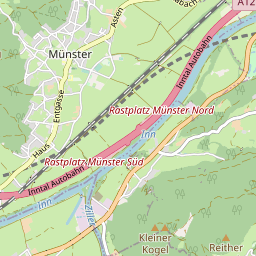 A12
Asten
Münster
Entgasse
Haus
Inntal Autobahn
Rastplatz Münster Nord
Inn
Rastplatz Münster Süd
Inntal Autobahn
Inn
Ziller
Kleiner
Kogel
Reither